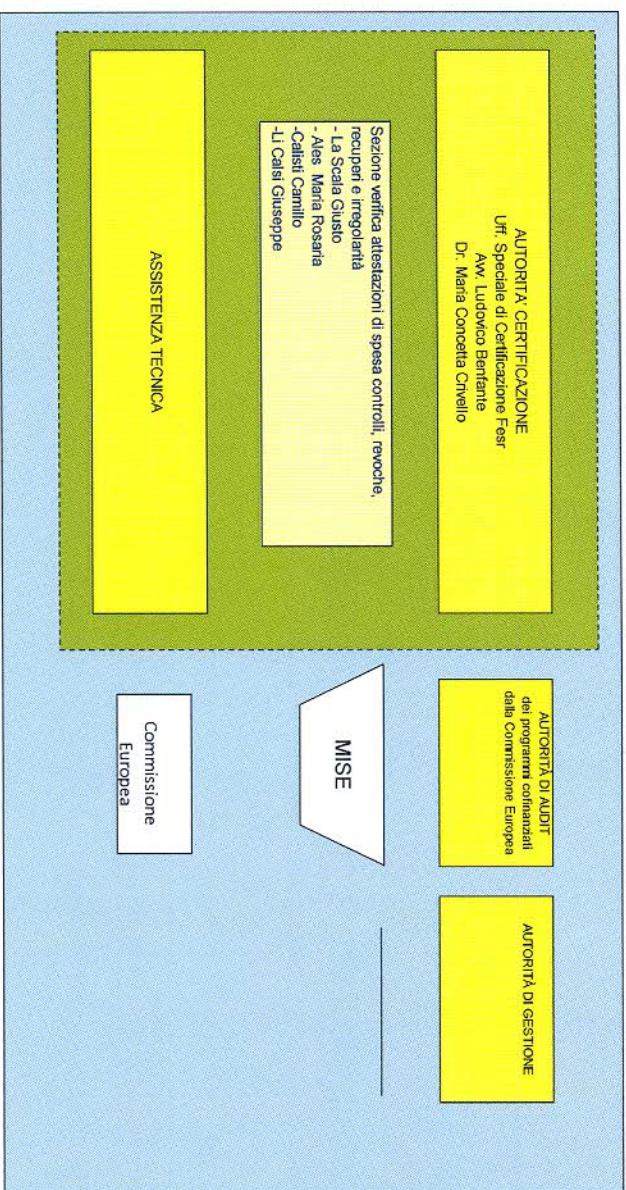 AUTORITA' CERTIFICAZIONE
Uff. Speciale di Certificazione Fesr
Avv. Ludovico Benfante
Dr. Maria Concetta Crivello
Sezione verifica attestazioni di spesa controlli, revoche,
recuperi e irregolarità
- La Scala Giusto
- Ales Maria Rosaria
-Calisti Camillo
-Li Calsi Giuseppe
ASSISTENZA TECNICA
AUTORITÀ DI AUDIT
dei programmi cofinanziati
dalla Commissione Europea
MISE
Commissione
Europea
AUTORITÀ DI GESTIONE